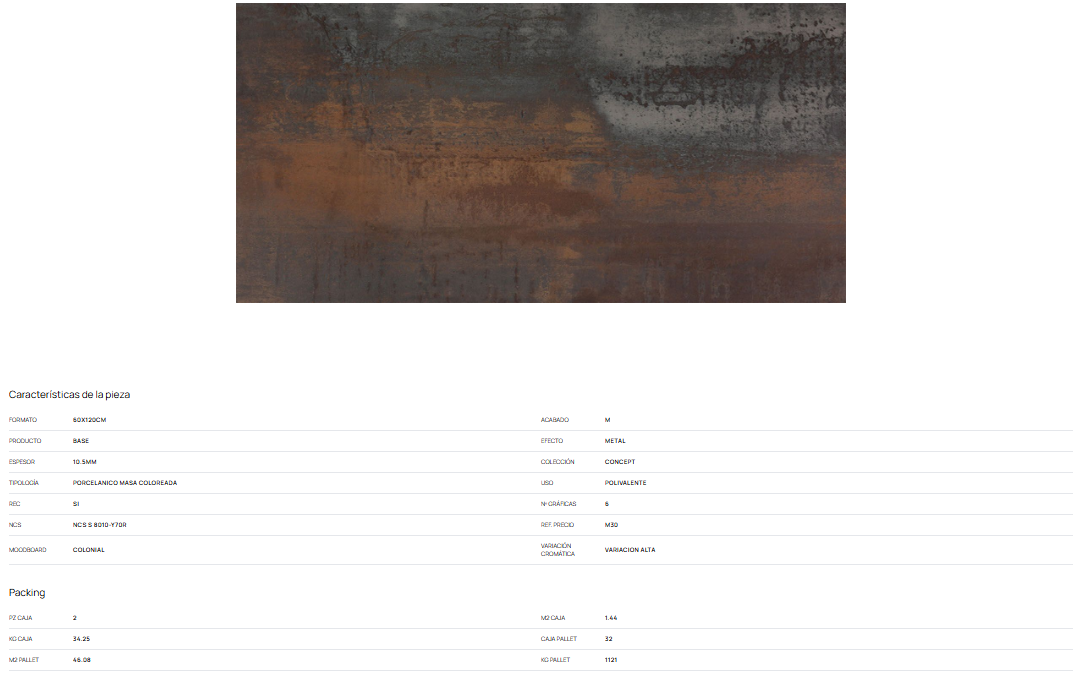 Características de la pieza
FORMATO 60X120CM ACABADO M
PRODUCTO BASE EFECTO METAL
ESPESOR 10.5MM COLECCIÓN CONCEPT
TIPOLOGÍA PORCELANICO MASA COLOREADA USO POLIVALENTE
REC SI Nº GRÁFICAS 6
NCS NCS S 8010-Y70R REF. PRECIO M30
MOODBOARD COLONIAL VARIACIÓN CROMÁTICA VARIACION ALTA
Packing
PZ CAJA 2 M2 CAJA 1.44
KG CAJA 34.25 CAJA PALLET 32
M2 PALLET 46.08 KG PALLET 1121